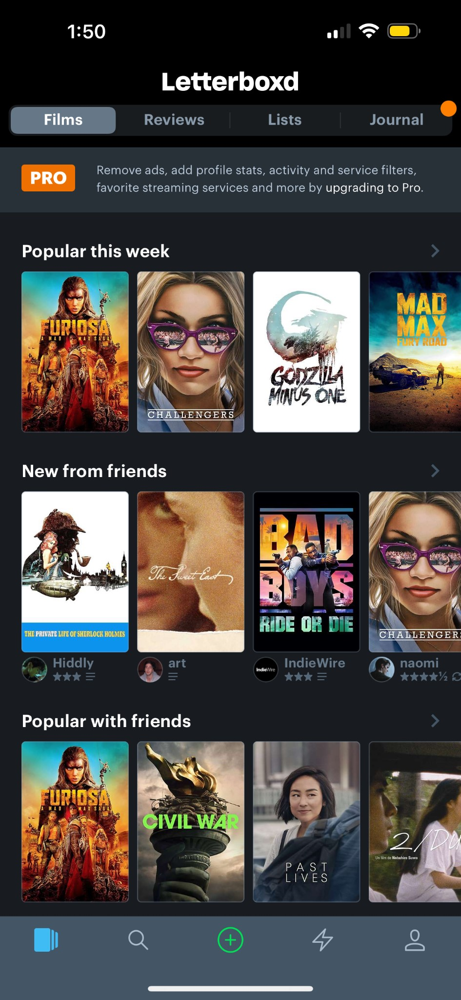 1:50
Letterboxd
Films
Reviews
Lists
Journal
PRO
Remove ads, add profile stats, activity and service filters,
favorite streaming services and more by upgrading to Pro.
Popular this week
FURIOSA
A MAD MAX SAGA
CHALLENGERS
GODZILLA
MINUS ONE
MAD
MAX
FURY ROAD
New from friends
THE PRIVATE LIFE OF SHERLOCK HOLMES
The Sweet East
BAD
BOYS
RIDE OR DIE
CHALLENGERS
Hiddly
★★★
art
IndieWire
IndieWire
★★★
naomi
★★★★½
Popular with friends
FURIOSA
A MAD MAX SAGA
CIVIL WAR
PAST
LIVES
2/DU
Un film de Nobuhiro Suwa